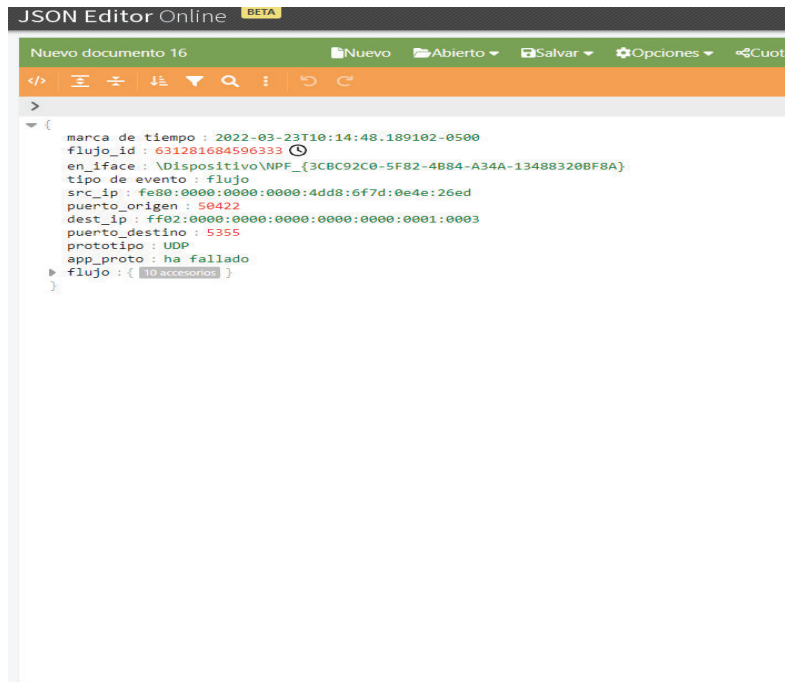 JSON Editor Online BETA
Nuevo documento 16 Nuevo Abierto Salvar Opciones Cuot
</>
>
{
marca de tiempo : 2022-03-23T10:14:48.189102-0500
flujo_id : 631281684596333
en_iface : \Dispositivo\NPF_{3CBC92C0-5F82-4B84-A34A-13488320BF8A}
tipo de evento : flujo
src_ip : fe80:0000:0000:0000:4dd8:6f7d:0e4e:26ed
puerto_origen : 50422
dest_ip : ff02:0000:0000:0000:0000:0000:0001:0003
puerto_destino : 5355
prototipo : UDP
app_proto : ha fallado
flujo : { 10 accesorios }
}